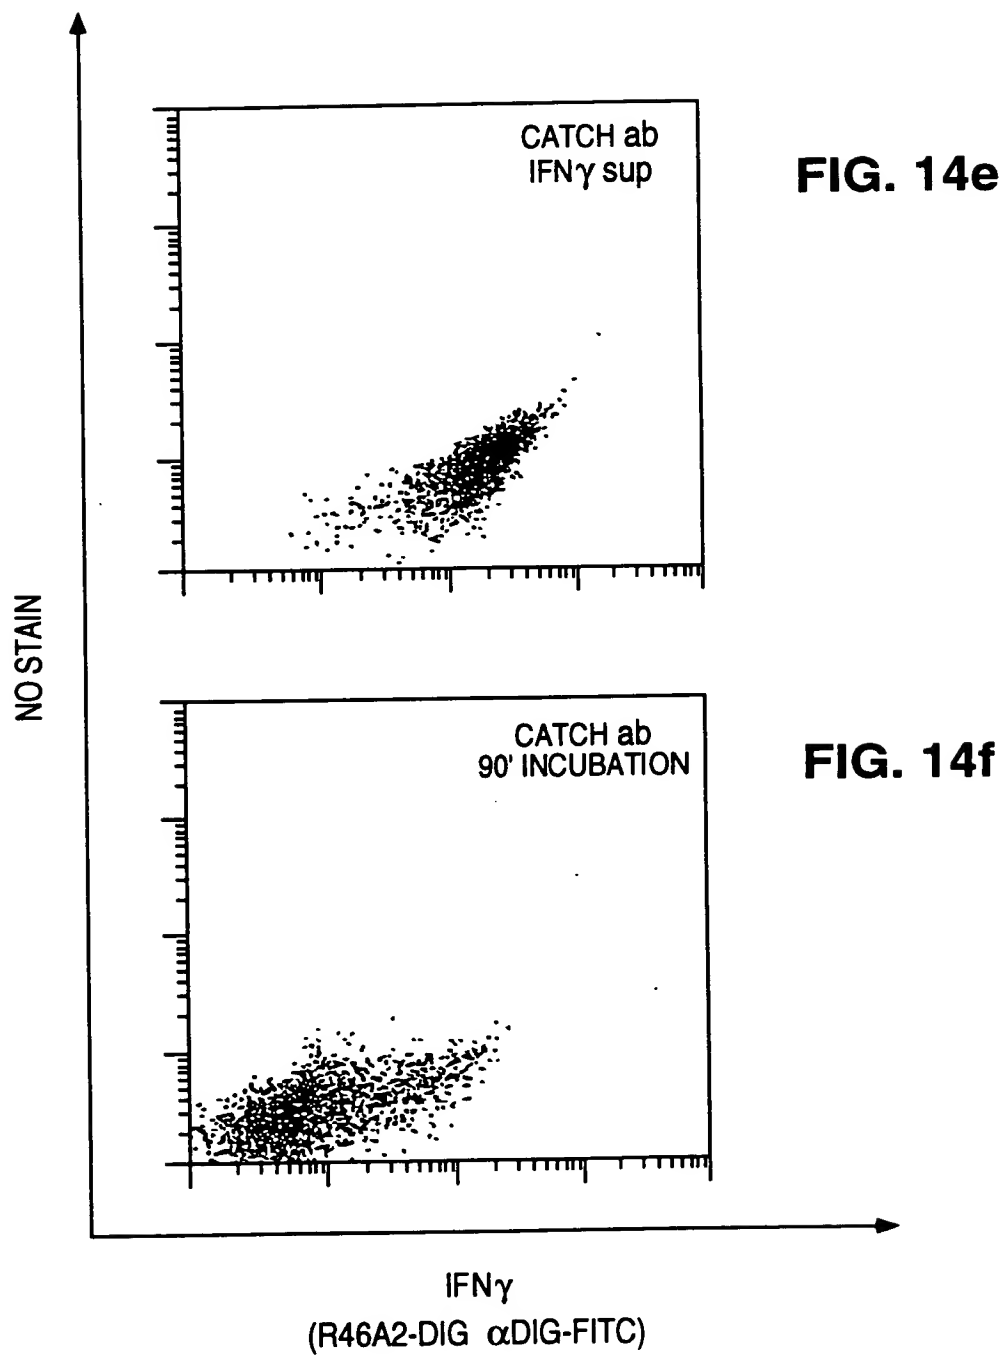 CATCH ab
IFNγ sup
FIG. 14e
NO STAIN
CATCH ab
90' INCUBATION
FIG. 14f
IFNγ
(R46A2-DIG αDIG-FITC)